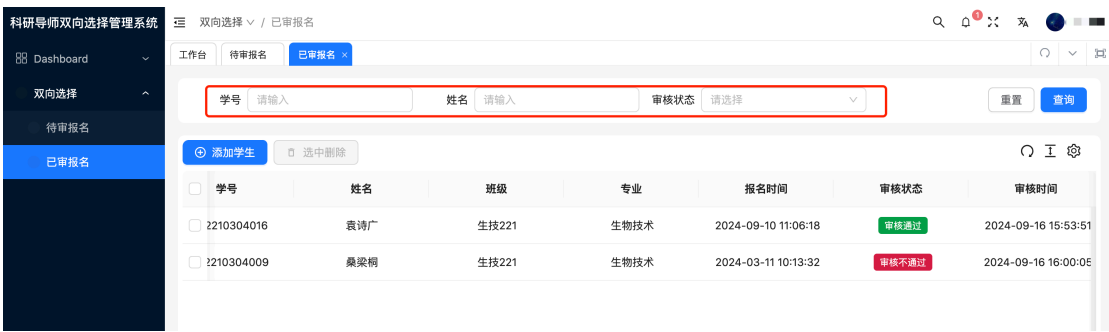 科研导师双向选择管理系统
双向选择 / 已审报名
1
Dashboard
工作台 待审报名 已审报名 ×
双向选择
学号 请输入 姓名 请输入 审核状态 请选择 重置 查询
待审报名
已审报名
添加学生 选中删除
学号 姓名 班级 专业 报名时间 审核状态 审核时间
2210304016 袁诗广 生技221 生物技术 2024-09-10 11:06:18 审核通过 2024-09-16 15:53:51
2210304009 桑梁桐 生技221 生物技术 2024-03-11 10:13:32 审核不通过 2024-09-16 16:00:05